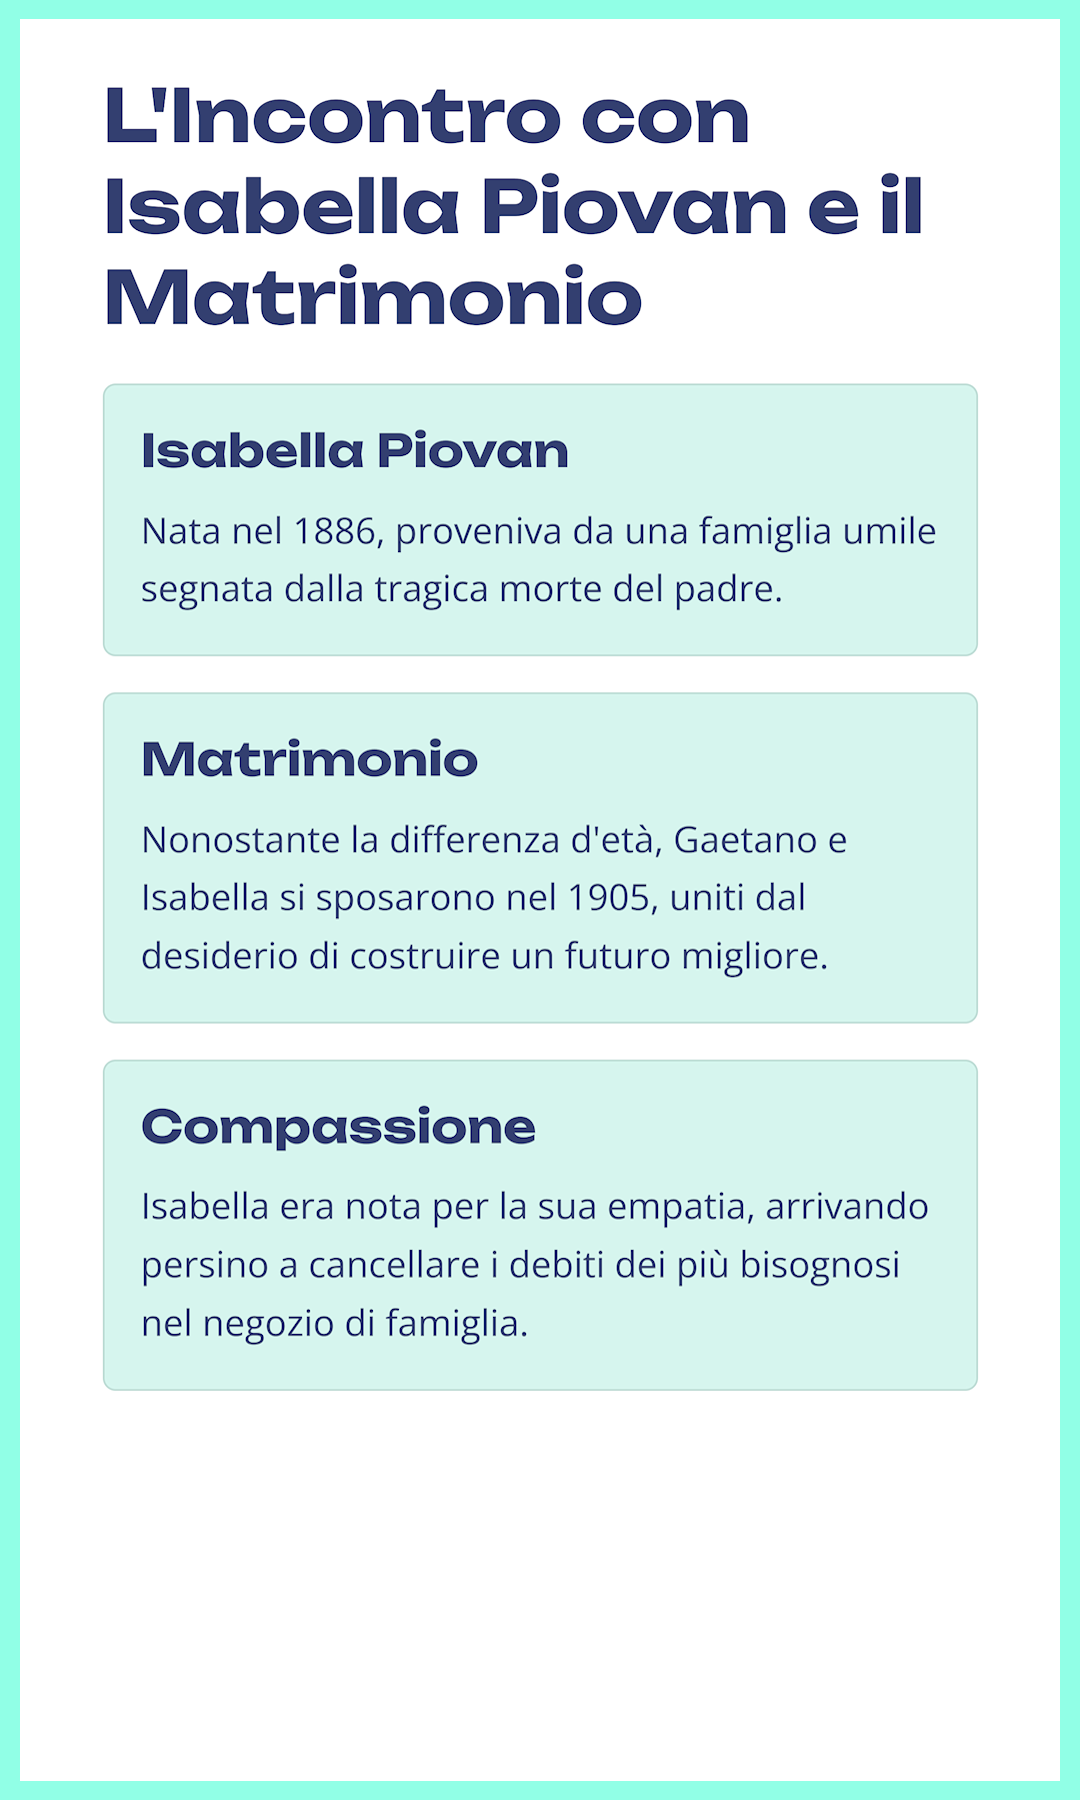 L'Incontro con
Isabella Piovan e il
Matrimonio
Isabella Piovan
Nata nel 1886, proveniva da una famiglia umile
segnata dalla tragica morte del padre.
Matrimonio
Nonostante la differenza d'età, Gaetano e
Isabella si sposarono nel 1905, uniti dal
desiderio di costruire un futuro migliore.
Compassione
Isabella era nota per la sua empatia, arrivando
persino a cancellare i debiti dei più bisognosi
nel negozio di famiglia.